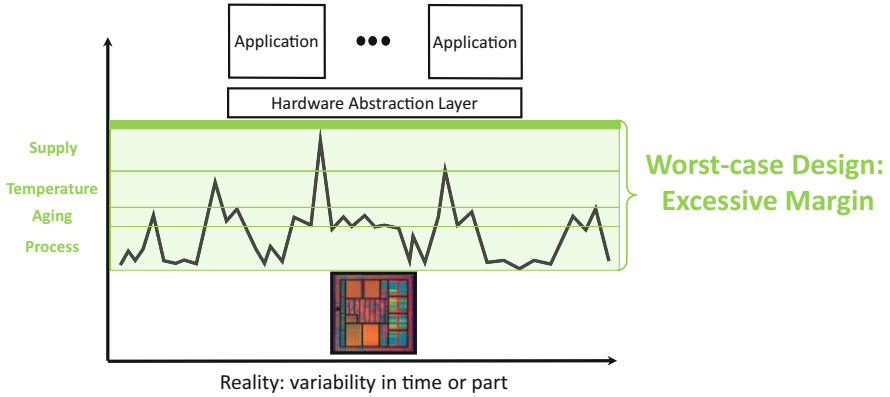 Application ••• Application
Hardware Abstraction Layer
Supply
Temperature
Aging
Process
Worst-case Design:
Excessive Margin
Reality: variability in time or part